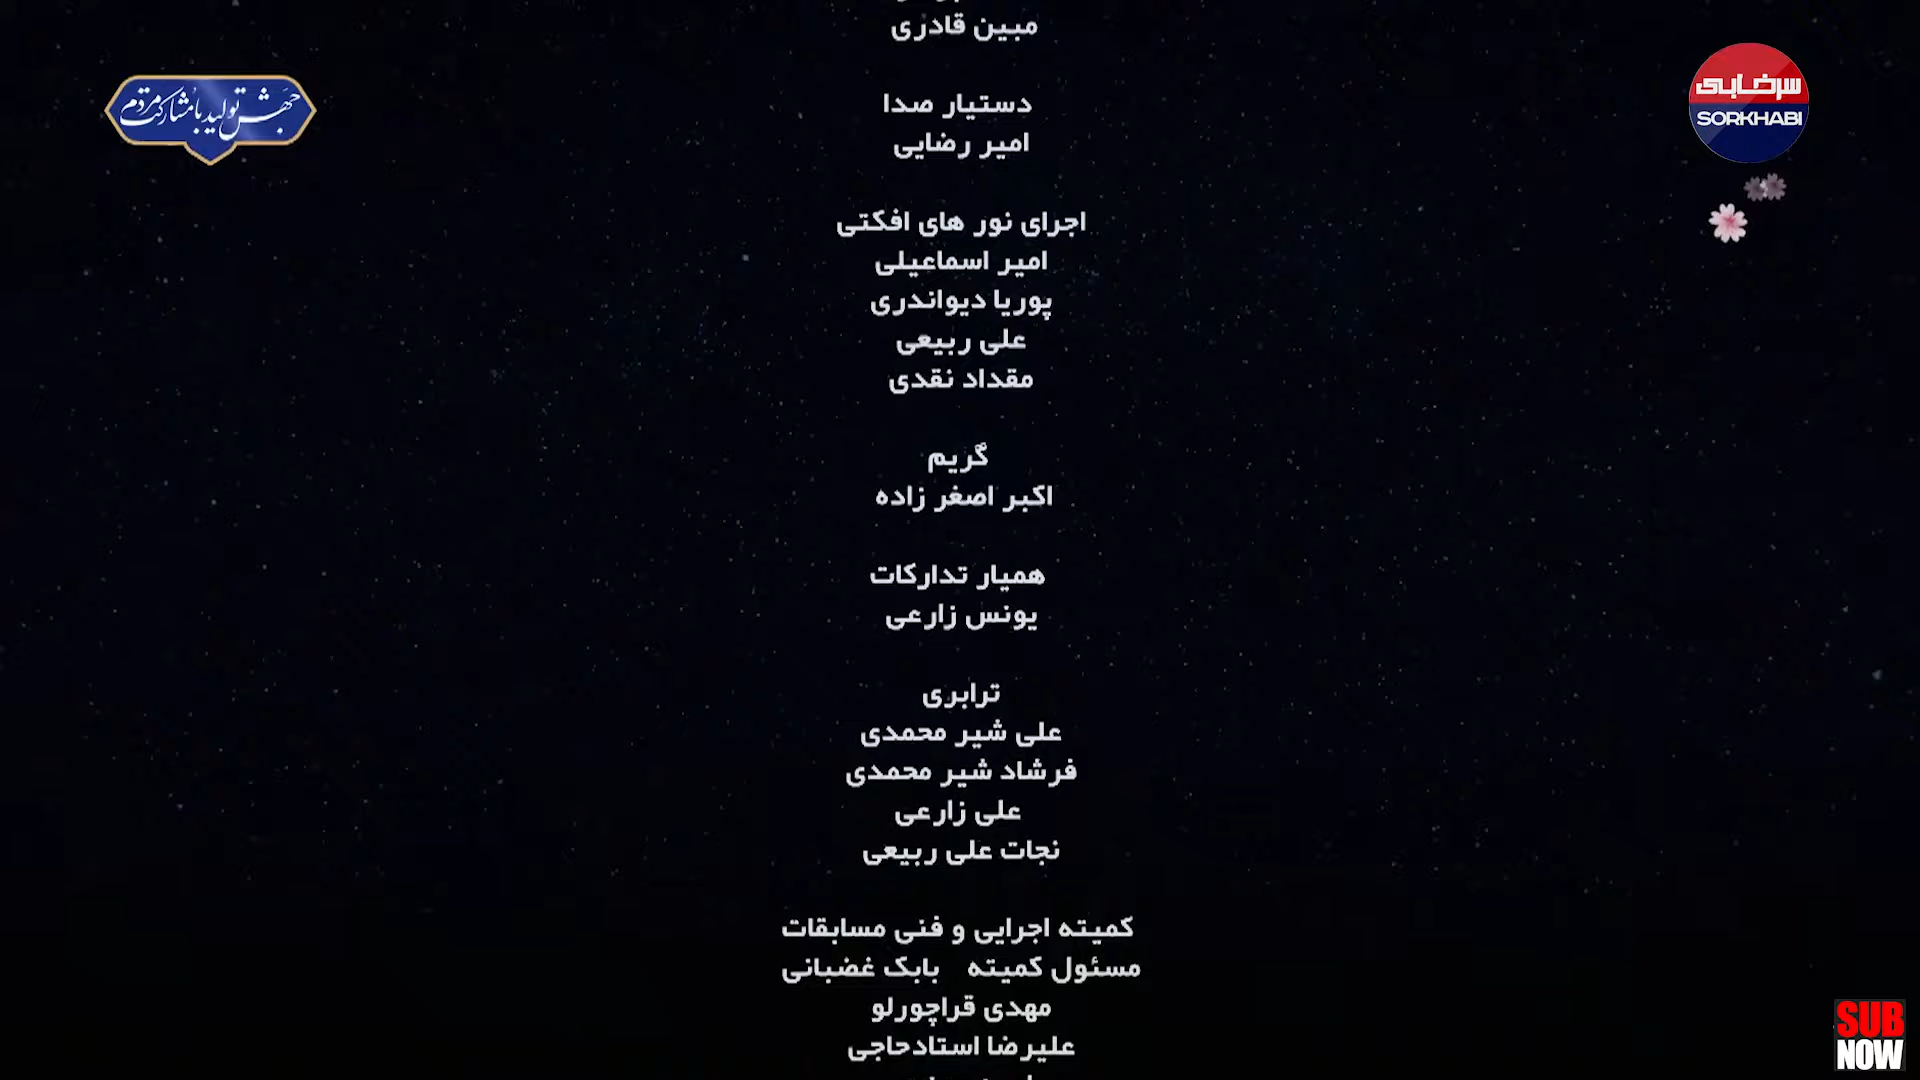 مبین قادری
جهش تولید با مشارکت مردم
سرخابی
SORKHABI
دستیار صدا
امیر رضایی
اجرای نور های افکتی
امیر اسماعیلی
پوریا دیواندری
علی ربیعی
مقداد نقدی
گریم
اکبر اصغر زاده
همیار تدارکات
یونس زارعی
ترابری
علی شیر محمدی
فرشاد شیر محمدی
علی زارعی
نجات علی ربیعی
کمیته اجرایی و فنی مسابقات
مسئول کمیته بابک غضبانی
مهدی قراچورلو
علیرضا استادحاجی
SUB
NOW